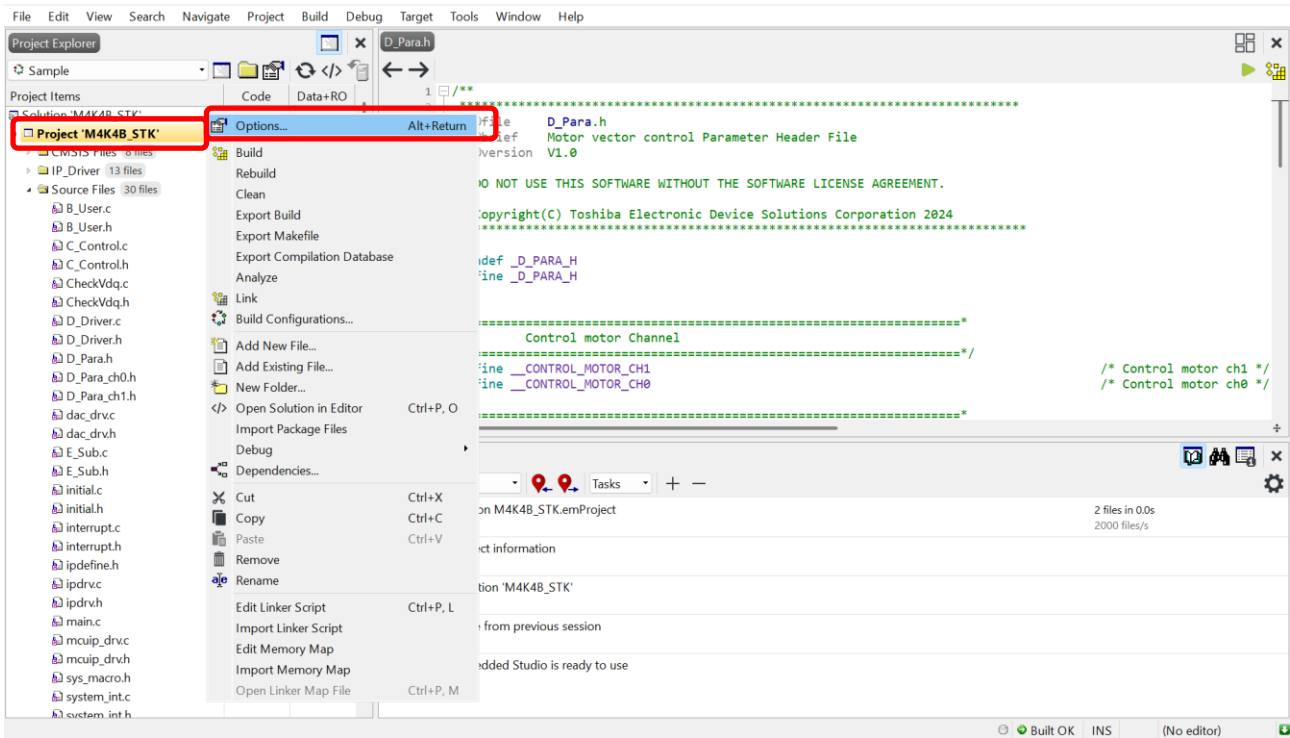 File Edit View Search Navigate Project Build Debug Target Tools Window Help
Project Explorer
Sample
Project Items Code Data+RO
Solution 'M4K4B_STK'
Project 'M4K4B_STK'
CMSIS Files 8 files
IP_Driver 13 files
Source Files 30 files
B_User.c
B_User.h
C_Control.c
C_Control.h
CheckVdq.c
CheckVdq.h
D_Driver.c
D_Driver.h
D_Para.h
D_Para_ch0.h
D_Para_ch1.h
dac_drv.c
dac_drv.h
E_Sub.c
E_Sub.h
initial.c
initial.h
interrupt.c
interrupt.h
ipdefine.h
ipdrv.c
ipdrv.h
main.c
mcuip_drv.c
mcuip_drv.h
sys_macro.h
system_int.c
system_int.h
Options... Alt+Return
Build
Rebuild
Clean
Export Build
Export Makefile
Export Compilation Database
Analyze
Link
Build Configurations...
Add New File...
Add Existing File...
New Folder...
Open Solution in Editor Ctrl+P, O
Import Package Files
Debug
Dependencies...
Cut Ctrl+X
Copy Ctrl+C
Paste Ctrl+V
Remove
Rename
Edit Linker Script Ctrl+P, L
Import Linker Script
Edit Memory Map
Import Memory Map
Open Linker Map File Ctrl+P, M
D_Para.h
1 /**
D_Para.h
Motor vector control Parameter Header File
version V1.0
DO NOT USE THIS SOFTWARE WITHOUT THE SOFTWARE LICENSE AGREEMENT.
Copyright(C) Toshiba Electronic Device Solutions Corporation 2024
ndef _D_PARA_H
fine _D_PARA_H
Control motor Channel
fine __CONTROL_MOTOR_CH1 /* Control motor ch1 */
fine __CONTROL_MOTOR_CH0 /* Control motor ch0 */
Tasks
on M4K4B_STK.emProject 2 files in 0.0s
2000 files/s
ect information
tion 'M4K4B_STK'
from previous session
edded Studio is ready to use
Built OK INS (No editor)